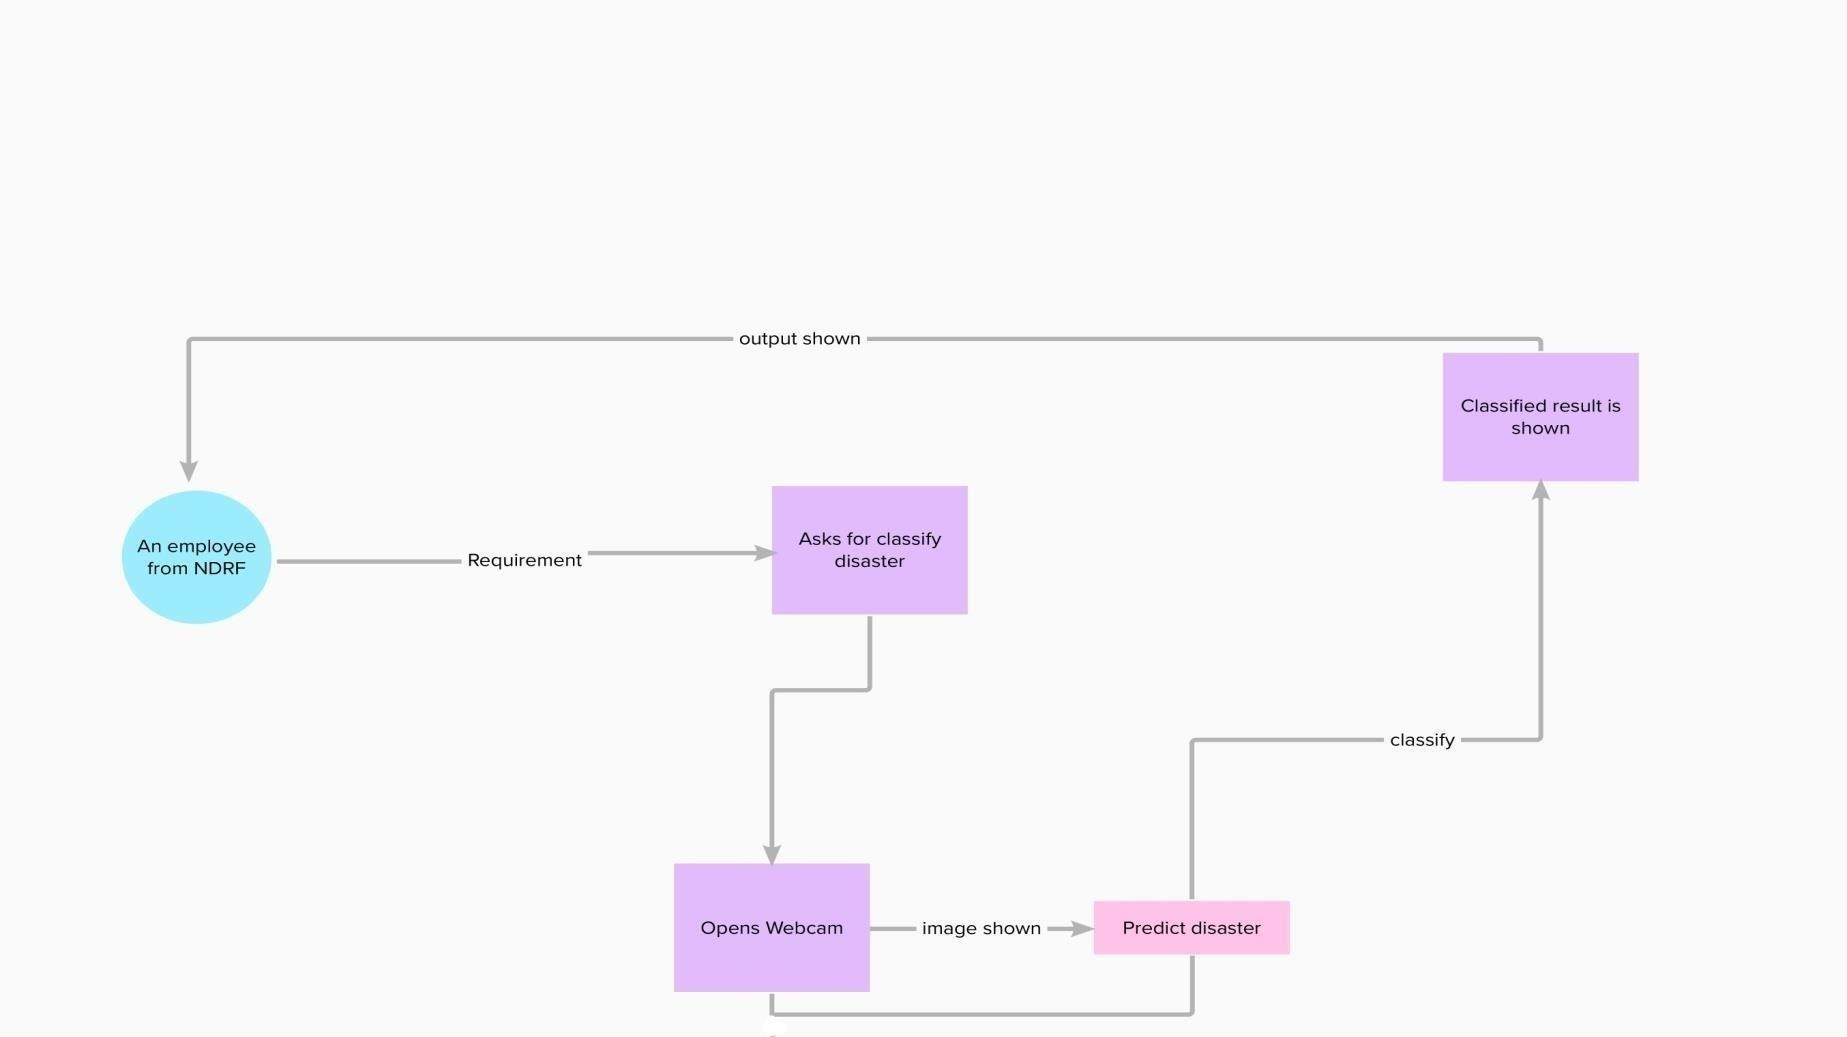 output shown
Classified result is
shown
An employee
from NDRF
Requirement
Asks for classify
disaster
classify
Opens Webcam
image shown
Predict disaster